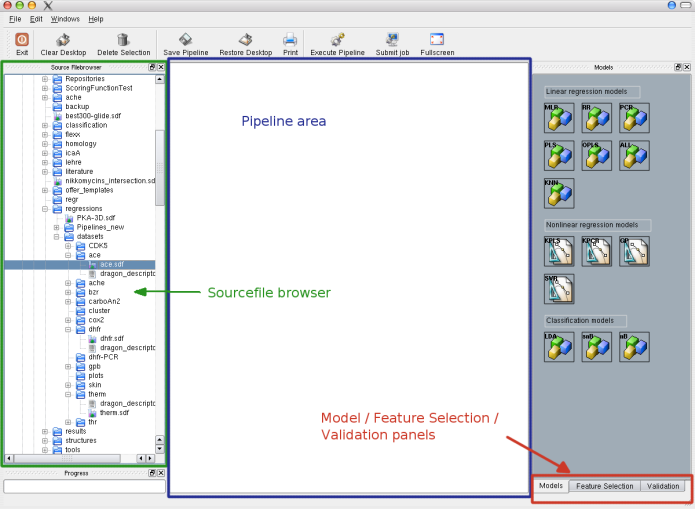 File Edit Windows Help
Exit Clear Desktop Delete Selection Save Pipeline Restore Desktop Print Execute Pipeline Submit job Fullscreen
Source Filebrowser
Repositories
ScoringFunctionTest
ache
backup
best300-glide.sdf
classification
flexx
homology
icaA
lehre
literature
nikkomycins_intersection.sd
offer_templates
regr
regressions
PKA-3D.sdf
Pipelines_new
datasets
CDK5
ace
ace.sdf
dragon_descripto
ache
bzr
carboAn2
cluster
cox2
dhfr
dhfr.sdf
dragon_descripto
dhfr-PCR
gpb
plots
skin
therm
dragon_descripto
therm.sdf
thr
results
structures
tools
Progress
Pipeline area
Sourcefile browser
Model / Feature Selection /
Validation panels
Models
Linear regression models
MLR RR PCR
PLS OPLS ALL
KNN
Nonlinear regression models
KPLS KPCR GP
SVR
Classification models
LDA snB nB
Models Feature Selection Validation